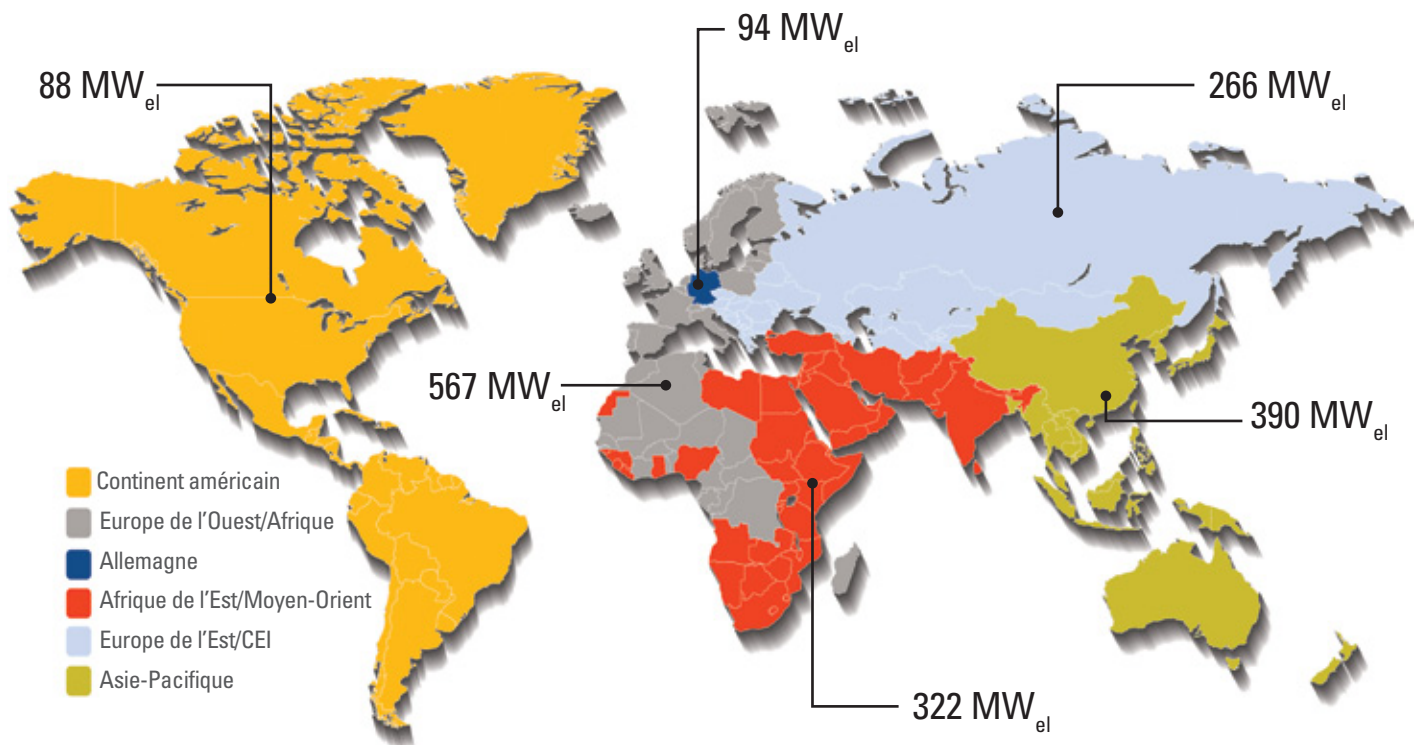 94 MWel
88 MWel
266 MWel
567 MWel
390 MWel
Continent américain
Europe de l'Ouest/Afrique
Allemagne
Afrique de l'Est/Moyen-Orient
Europe de l'Est/CEI
Asie-Pacifique
322 MWel